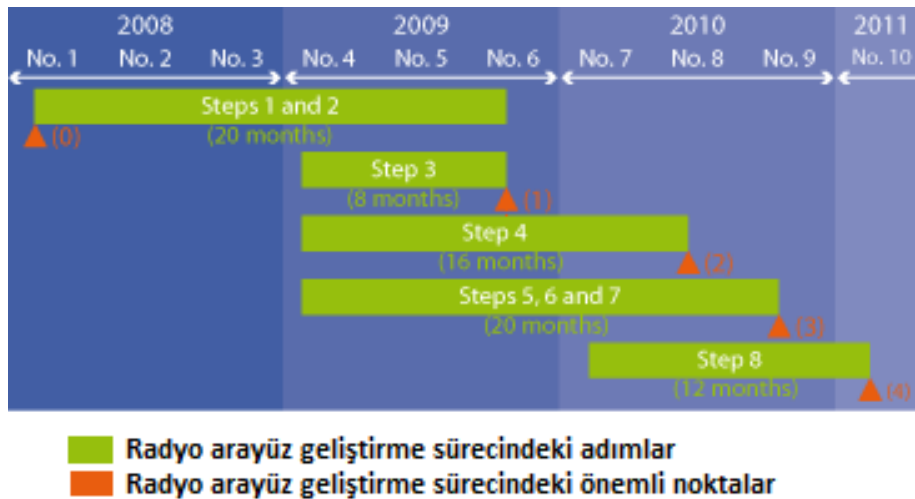 2008 2009 2010 2011
No. 1 No. 2 No. 3 No. 4 No. 5 No. 6 No. 7 No. 8 No. 9 No. 10
Steps 1 and 2
(0) (20 months)
Step 3
(8 months) (1)
Step 4
(16 months) (2)
Steps 5, 6 and 7
(20 months) (3)
Step 8
(12 months) (4)
Radyo arayüz geliştirme sürecindeki adımlar
Radyo arayüz geliştirme sürecindeki önemli noktalar